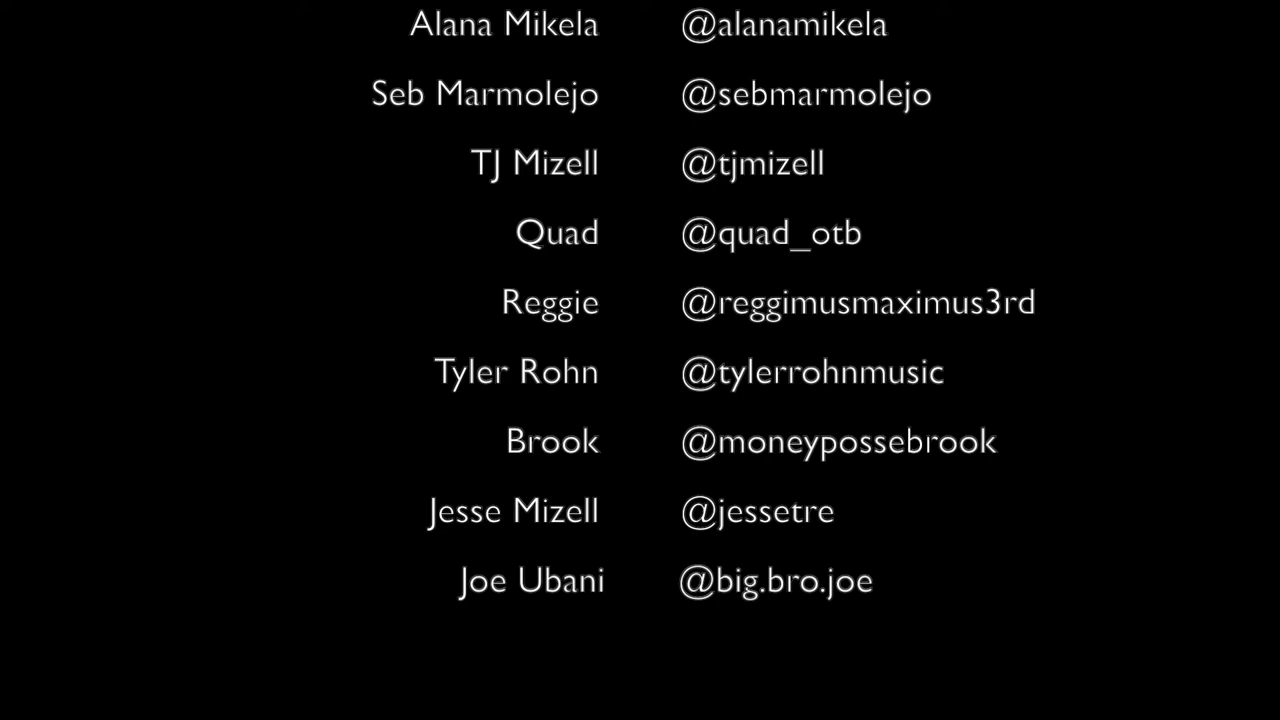 Alana Mikela @alanamikela
Seb Marmolejo @sebmarmolejo
TJ Mizell @tjmizell
Quad @quad_otb
Reggie @reggimusmaximus3rd
Tyler Rohn @tylerrohnmusic
Brook @moneypossebrook
Jesse Mizell @jessetre
Joe Ubani @big.bro.joe